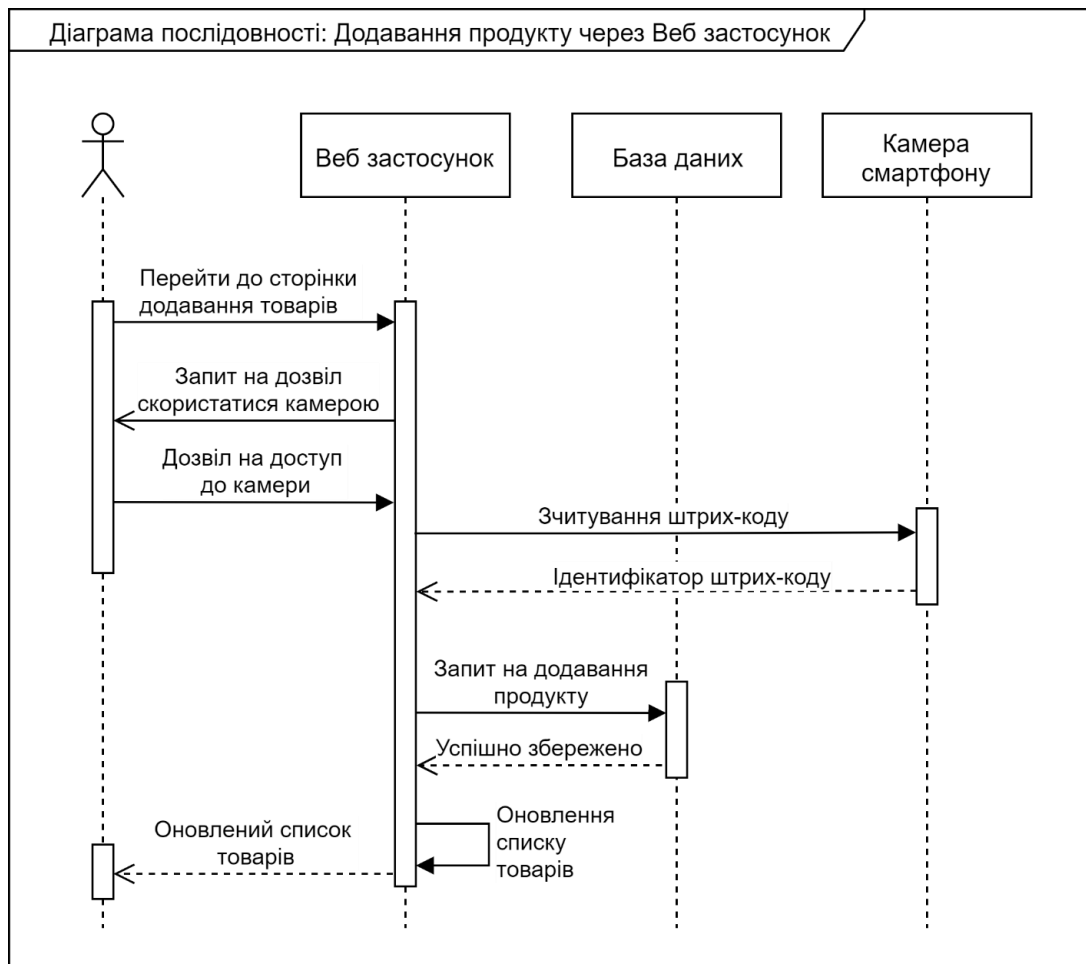 Діаграма послідовності: Додавання продукту через Веб застосунок
Веб застосунок
База даних
Камера
смартфону
Перейти до сторінки
додавання товарів
Запит на дозвіл
скористатися камерою
Дозвіл на доступ
до камери
Зчитування штрих-коду
Ідентифікатор штрих-коду
Запит на додавання
продукту
Успішно збережено
Оновлення
списку
товарів
Оновлений список
товарів